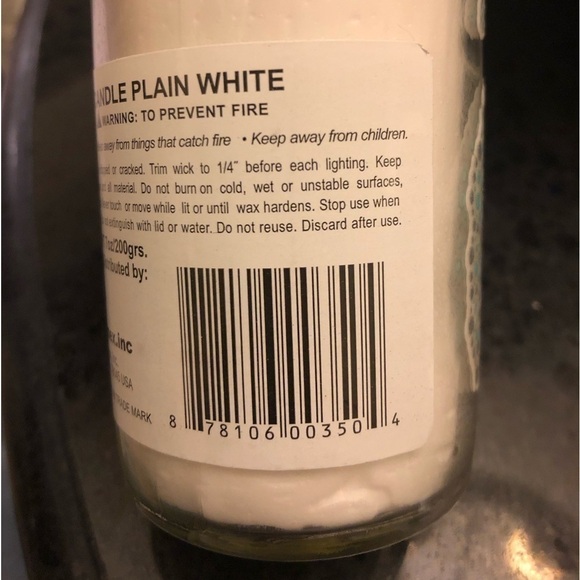 PLAIN WHITE
WARNING: TO PREVENT FIRE
away from things that catch fire • Keep away from children.
or cracked. Trim wick to 1/4" before each lighting. Keep
material. Do not burn on cold, wet or unstable surfaces,
touch or move while lit or until wax hardens. Stop use when
extinguish with lid or water. Do not reuse. Discard after use.
oz/200grs.
by:
.inc
USA
TRADE MARK
8 78106 00350 4